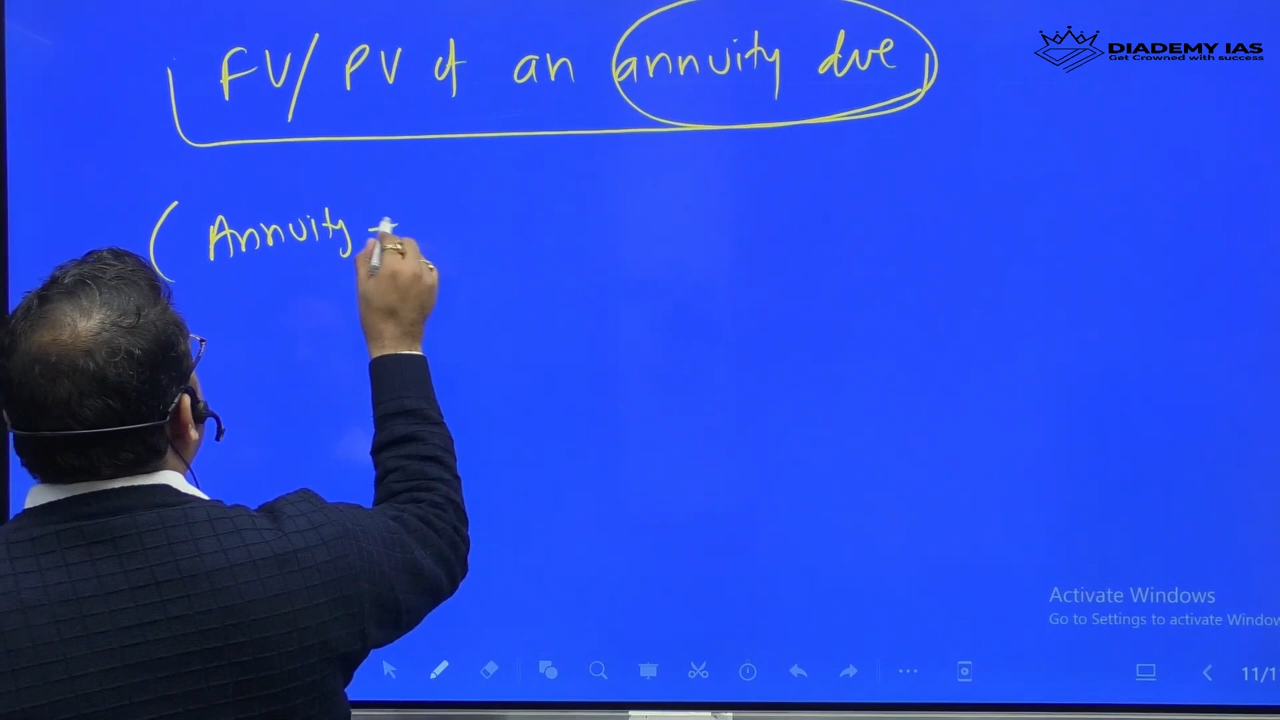 FV/ PV of an annuity due
DIADEMY IAS
Get Crowned with success
( Annuity
Activate Windows
Go to Settings to activate Window
11/1